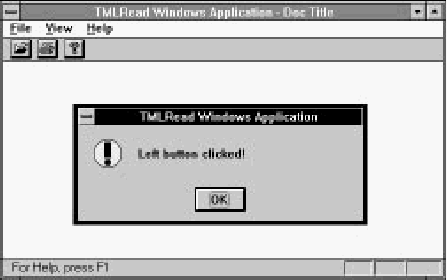 TMLRead Windows Application - Doc Title
File View Help
?
TMLRead Windows Application
Left button clicked!
OK
For Help, press F1